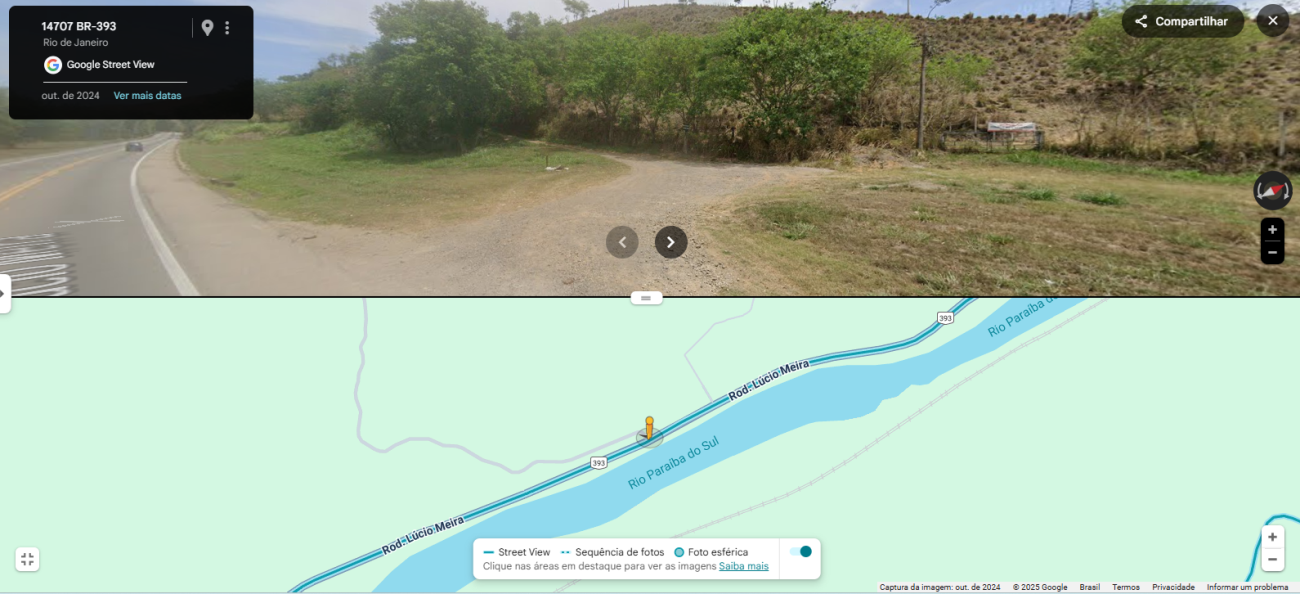 14707 BR-393
Rio de Janeiro
Google Street View
out. de 2024 Ver mais datas
Compartilhar
393
Rio Paraíba do
Rod. Lúcio Meira
Rio Paraíba do Sul
393
Rod. Lúcio Meira
Street View Sequência de fotos Foto esférica
Clique nas áreas em destaque para ver as imagens Saiba mais
Captura da imagem: out. de 2024 © 2025 Google Brasil Termos Privacidade Informar um problema